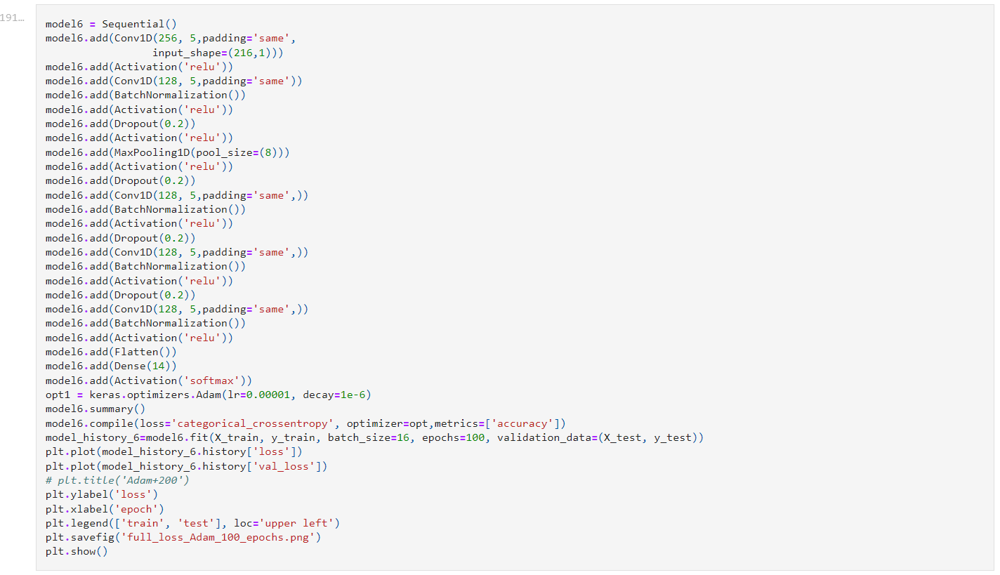 191…
model6 = Sequential()
model6.add(Conv1D(256, 5,padding='same',
                 input_shape=(216,1)))
model6.add(Activation('relu'))
model6.add(Conv1D(128, 5,padding='same'))
model6.add(BatchNormalization())
model6.add(Activation('relu'))
model6.add(Dropout(0.2))
model6.add(Activation('relu'))
model6.add(MaxPooling1D(pool_size=(8)))
model6.add(Activation('relu'))
model6.add(Dropout(0.2))
model6.add(Conv1D(128, 5,padding='same',))
model6.add(BatchNormalization())
model6.add(Activation('relu'))
model6.add(Dropout(0.2))
model6.add(Conv1D(128, 5,padding='same',))
model6.add(BatchNormalization())
model6.add(Activation('relu'))
model6.add(Dropout(0.2))
model6.add(Conv1D(128, 5,padding='same',))
model6.add(BatchNormalization())
model6.add(Activation('relu'))
model6.add(Flatten())
model6.add(Dense(14))
model6.add(Activation('softmax'))
opt1 = keras.optimizers.Adam(lr=0.00001, decay=1e-6)
model6.summary()
model6.compile(loss='categorical_crossentropy', optimizer=opt,metrics=['accuracy'])
model_history_6=model6.fit(X_train, y_train, batch_size=16, epochs=100, validation_data=(X_test, y_test))
plt.plot(model_history_6.history['loss'])
plt.plot(model_history_6.history['val_loss'])
# plt.title('Adam+200')
plt.ylabel('loss')
plt.xlabel('epoch')
plt.legend(['train', 'test'], loc='upper left')
plt.savefig('full_loss_Adam_100_epochs.png')
plt.show()